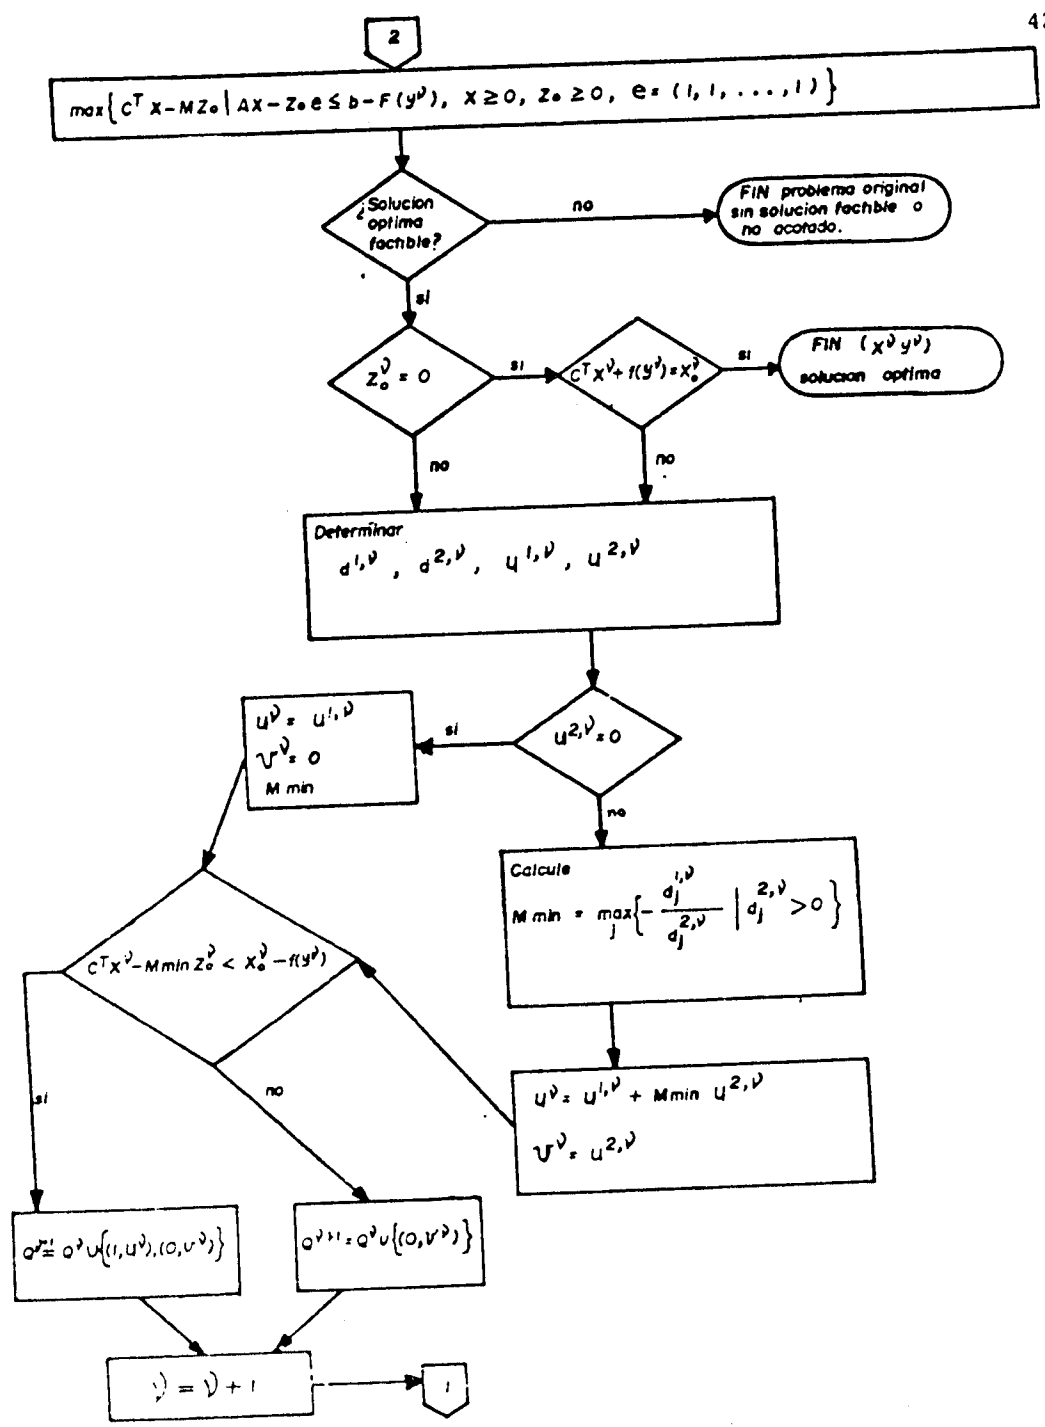 42
2
max{C^T X-MZ₀ | AX-Z₀e ≤ b-F(y^ν), X ≥ 0, Z₀ ≥ 0, e = (1, 1, ..., 1)}
¿Solucion
optima
factible?
no
FIN problema original
sin solucion factible o
no acotado.
si
Z₀^ν = 0
si
C^T X^ν + f(y^ν) = X₀^ν
si
FIN (X^ν y^ν)
solucion optima
no
no
Determinar
d^{1,ν} , d^{2,ν} , u^{1,ν} , u^{2,ν}
u^{2,ν} = 0
si
u^ν = u^{1,ν}
v^ν = 0
M min
no
Calcule
M min = max_j {- d_j^{1,ν} / d_j^{2,ν} | d_j^{2,ν} > 0}
C^T X^ν - M min Z₀^ν < X₀^ν - f(y^ν)
u^ν = u^{1,ν} + M min u^{2,ν}
v^ν = u^{2,ν}
si
no
Q^{ν+1} = Q^ν ∪ {(1, u^ν), (0, v^ν)}
Q^{ν+1} = Q^ν ∪ {(0, v^ν)}
ν = ν + 1
1